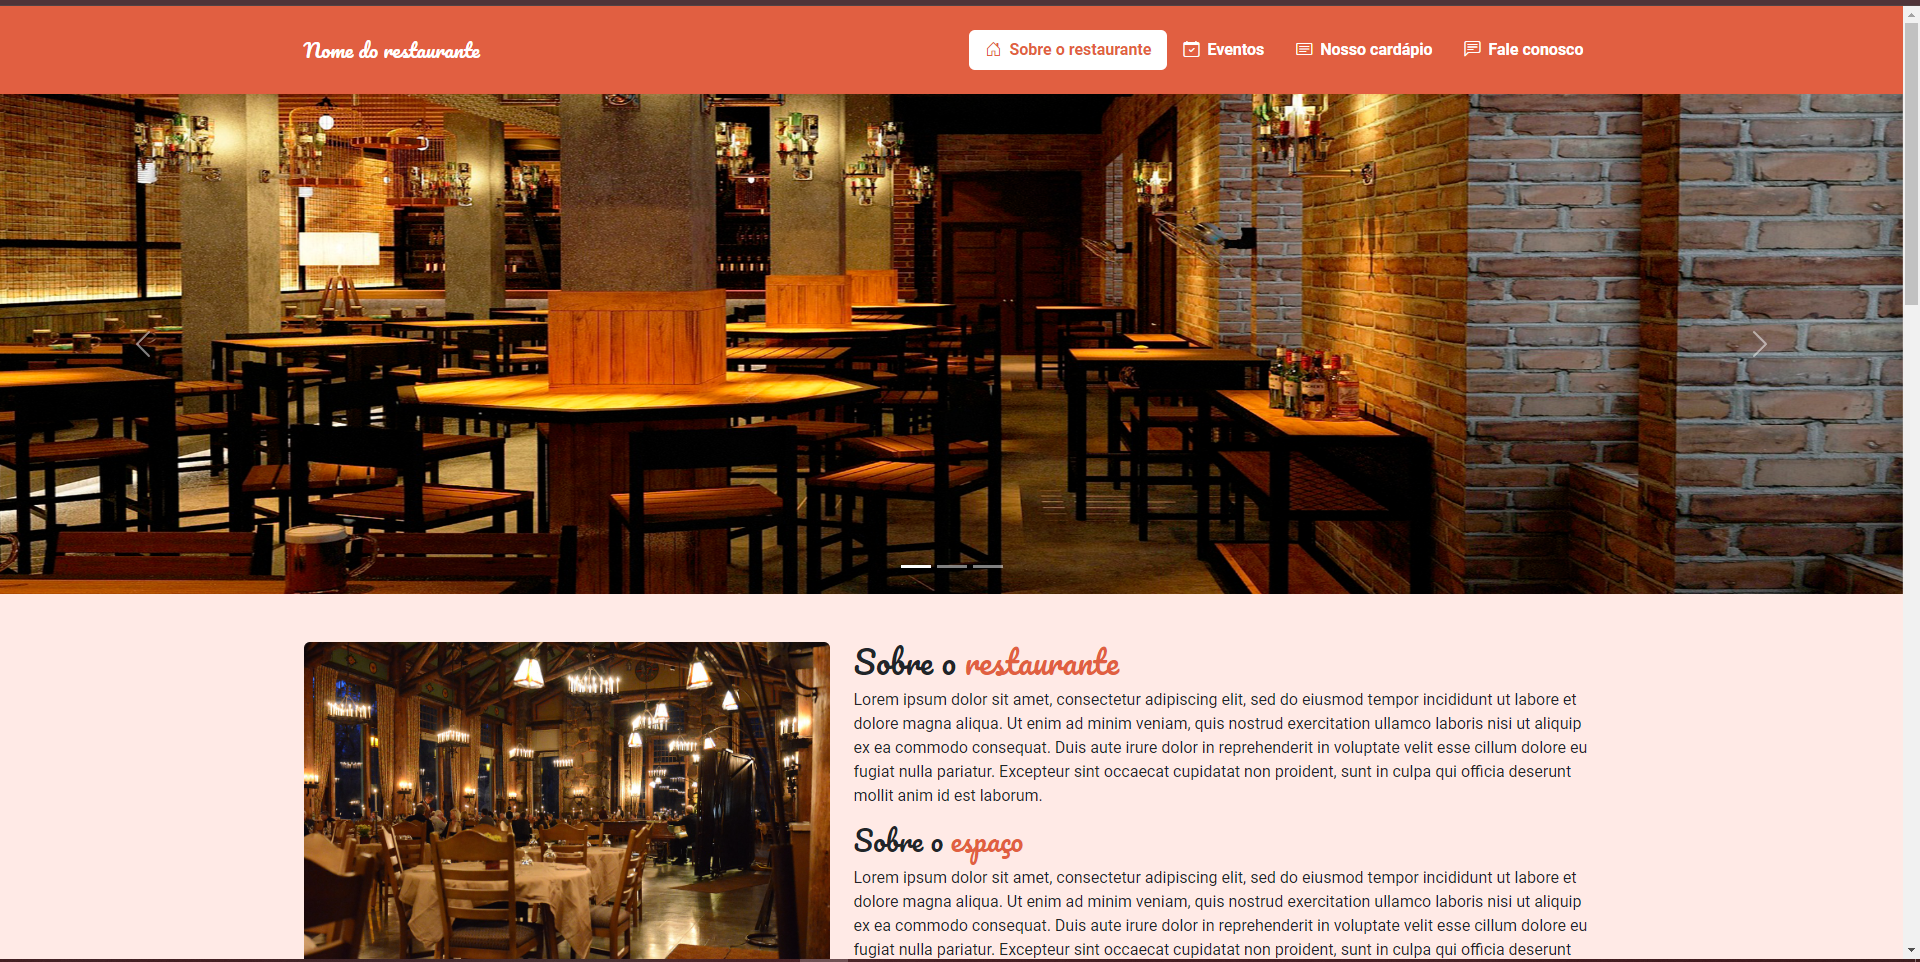 Nome do restaurante
Sobre o restaurante
Eventos
Nosso cardápio
Fale conosco
Sobre o restaurante
Lorem ipsum dolor sit amet, consectetur adipiscing elit, sed do eiusmod tempor incididunt ut labore et
dolore magna aliqua. Ut enim ad minim veniam, quis nostrud exercitation ullamco laboris nisi ut aliquip
ex ea commodo consequat. Duis aute irure dolor in reprehenderit in voluptate velit esse cillum dolore eu
fugiat nulla pariatur. Excepteur sint occaecat cupidatat non proident, sunt in culpa qui officia deserunt
mollit anim id est laborum.
Sobre o espaço
Lorem ipsum dolor sit amet, consectetur adipiscing elit, sed do eiusmod tempor incididunt ut labore et
dolore magna aliqua. Ut enim ad minim veniam, quis nostrud exercitation ullamco laboris nisi ut aliquip
ex ea commodo consequat. Duis aute irure dolor in reprehenderit in voluptate velit esse cillum dolore eu
fugiat nulla pariatur. Excepteur sint occaecat cupidatat non proident, sunt in culpa qui officia deserunt